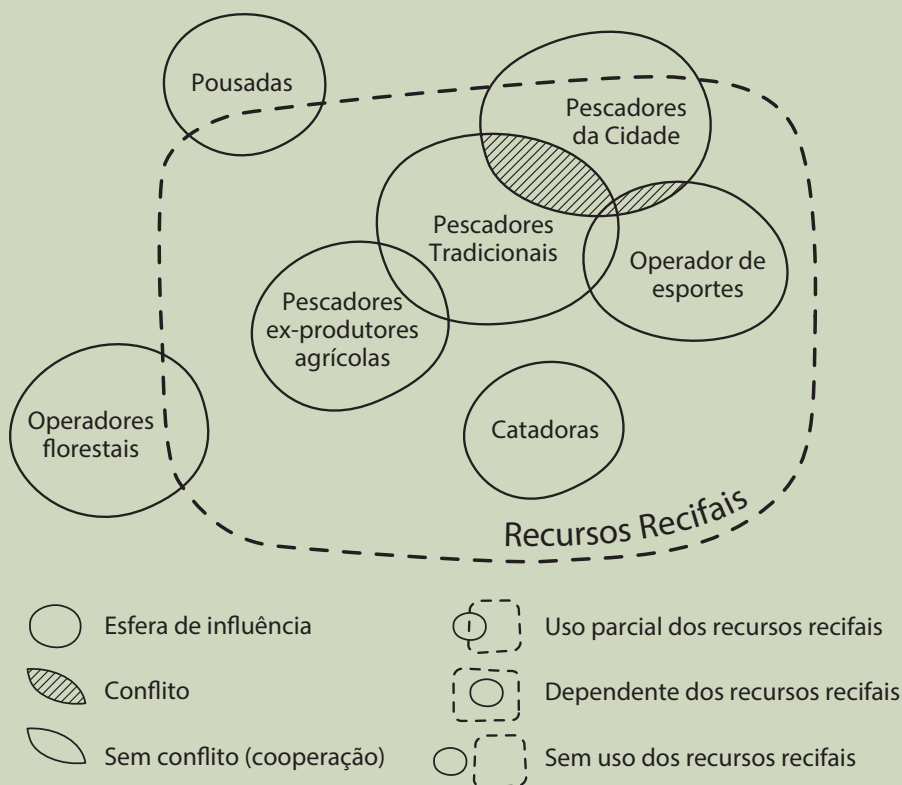 Pousadas
Pescadores
da Cidade
Pescadores
Tradicionais
Operador de
esportes
Pescadores
ex-produtores
agrícolas
Operadores
florestais
Catadoras
Recursos Recifais
Esfera de influência
Conflito
Sem conflito (cooperação)
Uso parcial dos recursos recifais
Dependente dos recursos recifais
Sem uso dos recursos recifais